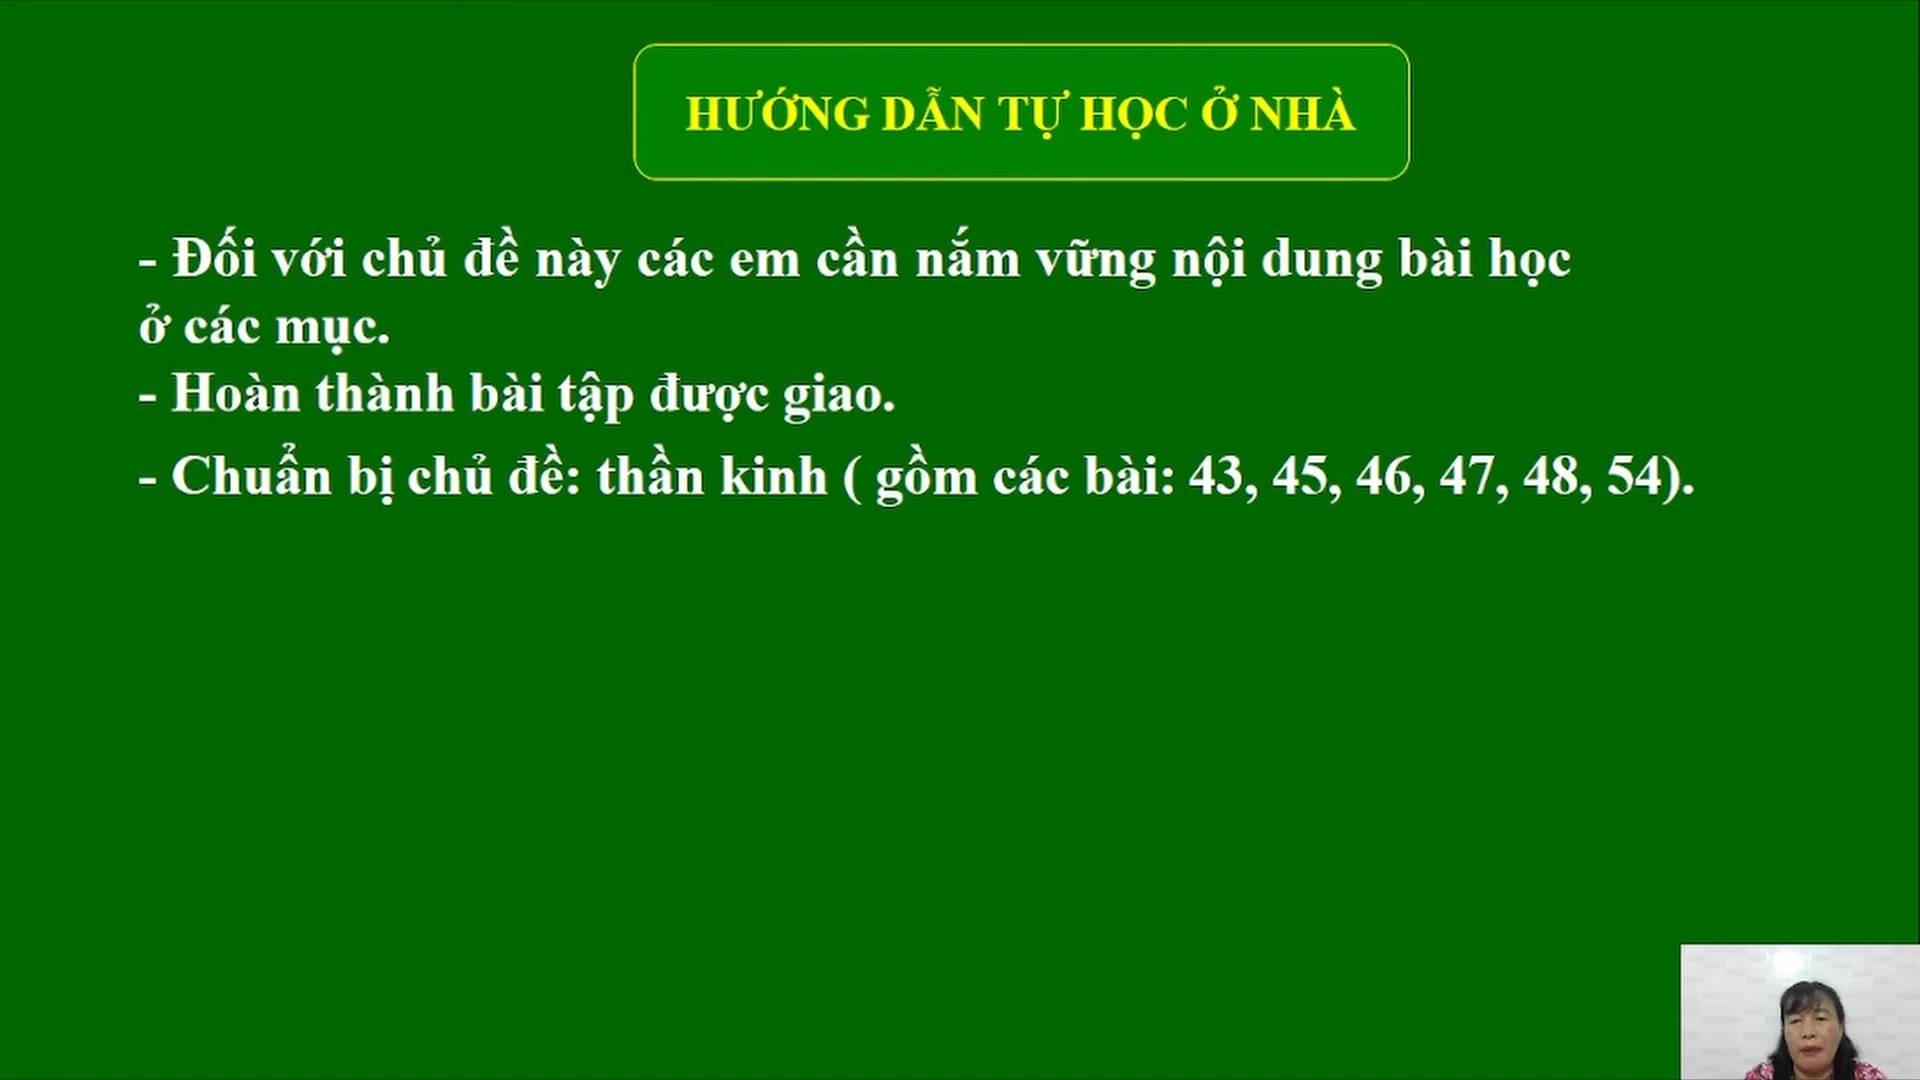 HƯỚNG DẪN TỰ HỌC Ở NHÀ
- Đối với chủ đề này các em cần nắm vững nội dung bài học
ở các mục.
- Hoàn thành bài tập được giao.
- Chuẩn bị chủ đề: thần kinh ( gồm các bài: 43, 45, 46, 47, 48, 54).